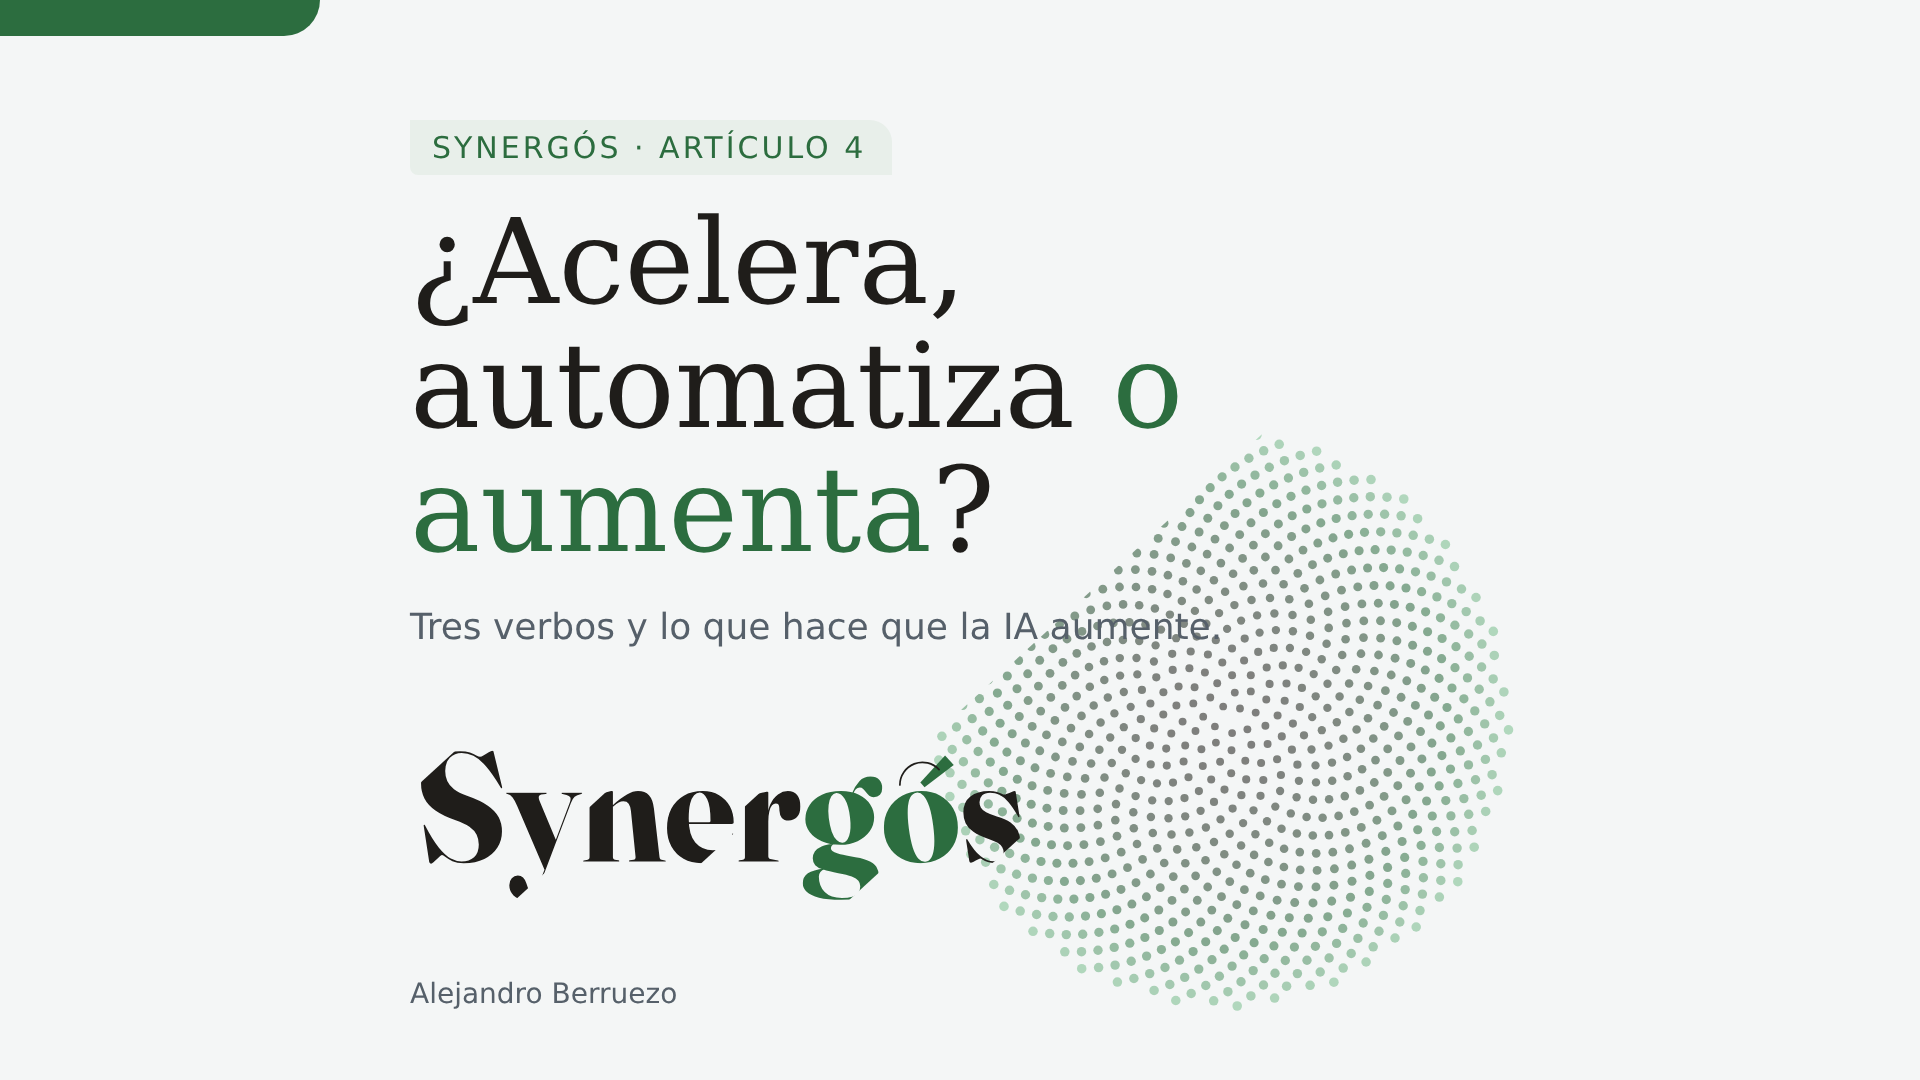 SYNERGÓS · ARTÍCULO 4
¿Acelera,
automatiza o
aumenta?
Tres verbos y lo que hace que la IA aumente.
Synergós
Alejandro Berruezo